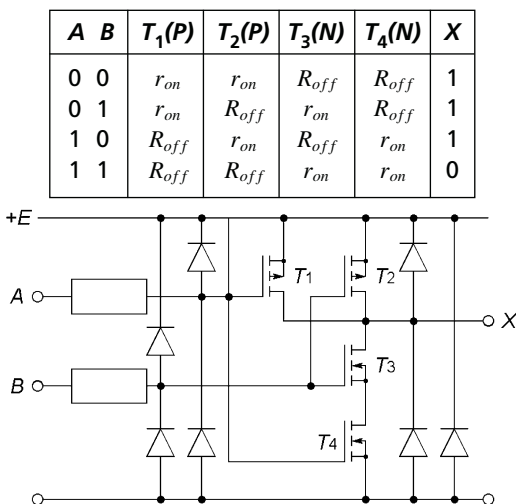 A B T1(P) T2(P) T3(N) T4(N) X
0 0 ron ron Roff Roff 1
0 1 ron Roff ron Roff 1
1 0 Roff ron Roff ron 1
1 1 Roff Roff ron ron 0
+E
T1 T2
A
X
T3
B
T4